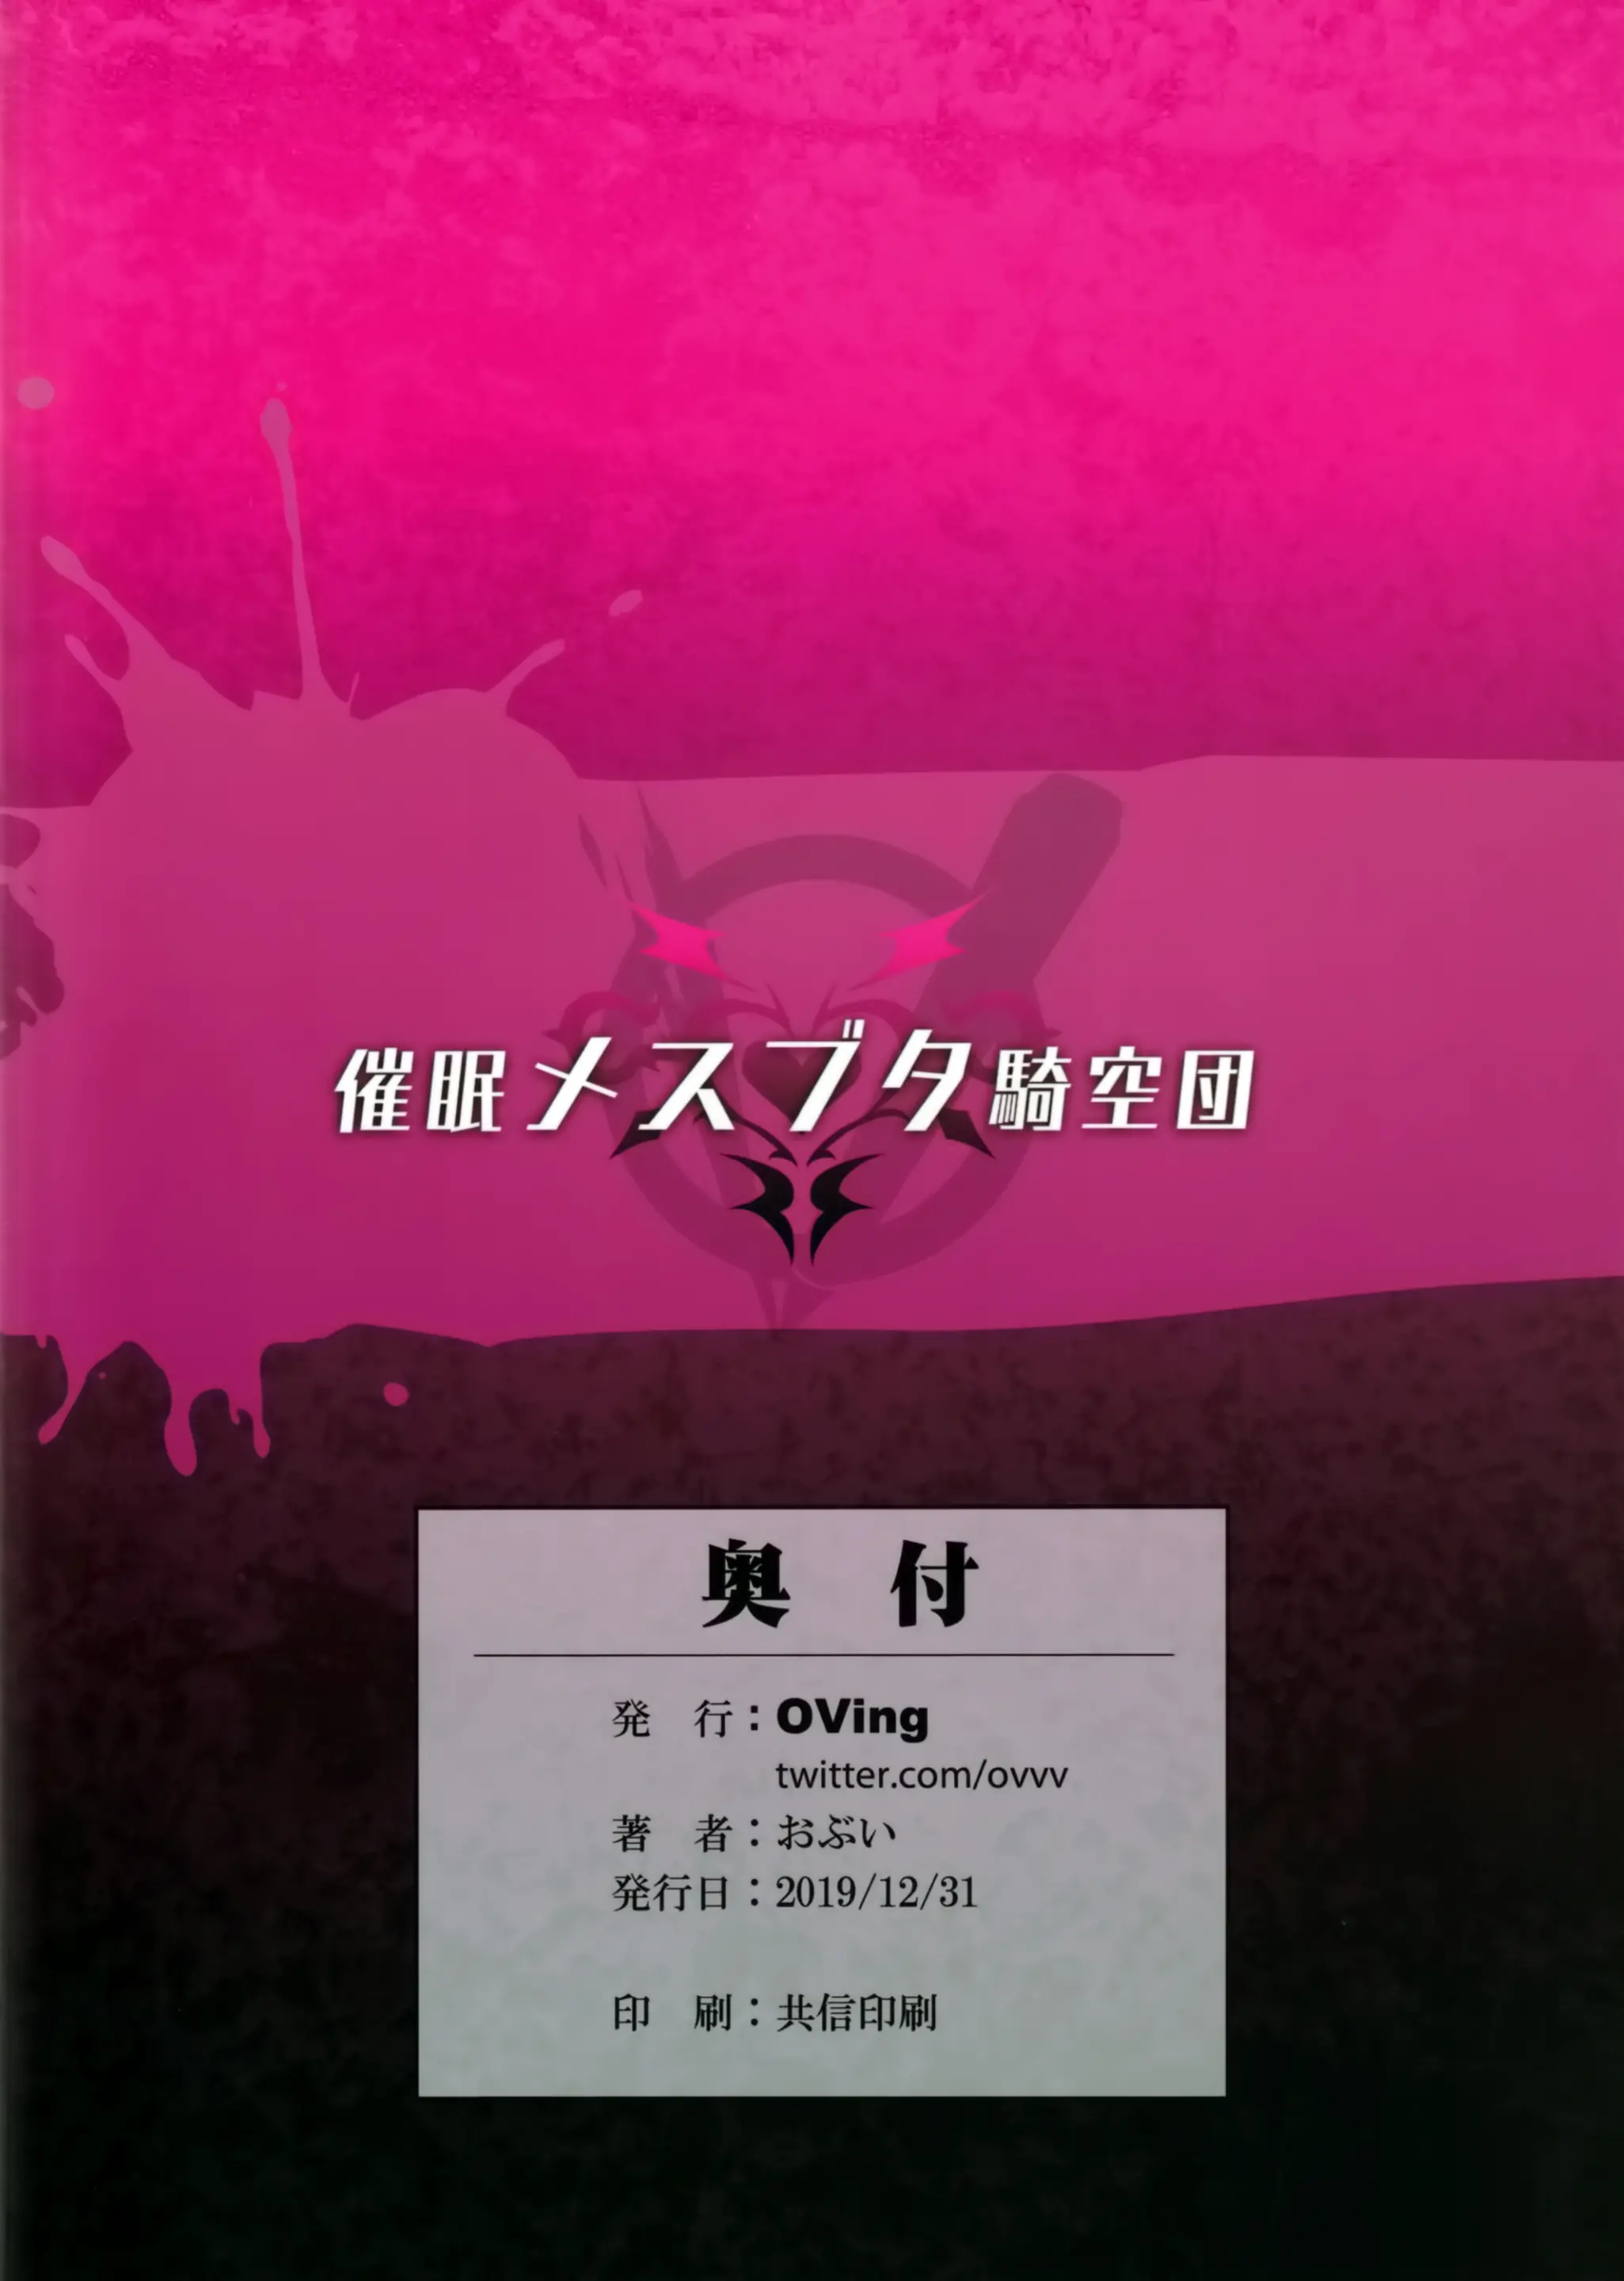 催眠メスブタ騎空団
奥 付
発 行：OVing
twitter.com/ovvv
著 者：おぶい
発行日：2019/12/31
印 刷：共信印刷